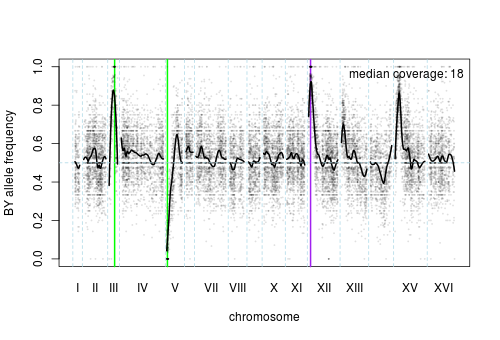 median coverage: 18
BY allele frequency
1.0
0.8
0.6
0.4
0.2
0.0
I II III IV V VII VIII X XI XII XIII XV XVI
chromosome